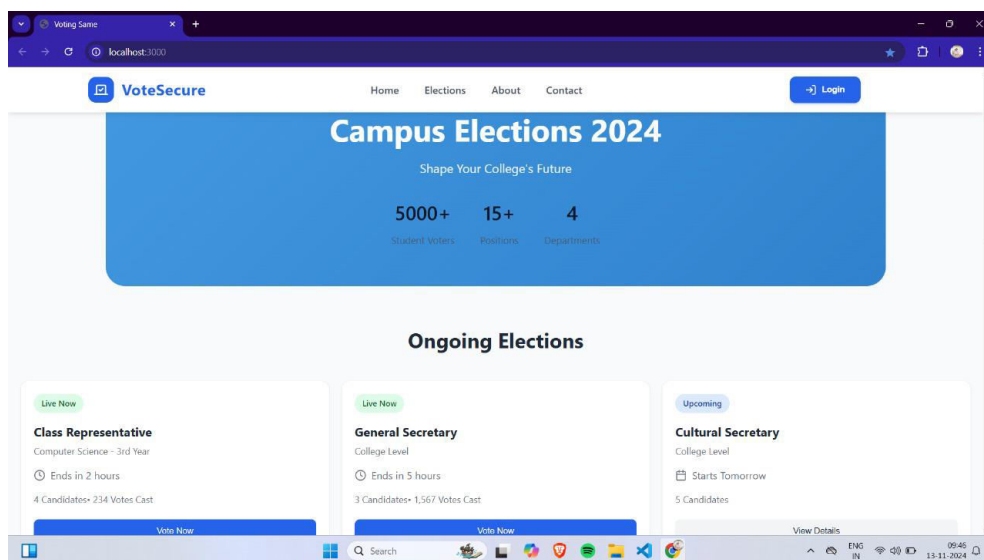 Voting Same
localhost:3000
VoteSecure
Home Elections About Contact
Login
Campus Elections 2024
Shape Your College's Future
5000+ 15+ 4
Student Voters Positions Departments
Ongoing Elections
Live Now
Class Representative
Computer Science - 3rd Year
Ends in 2 hours
4 Candidates• 234 Votes Cast
Vote Now
Live Now
General Secretary
College Level
Ends in 5 hours
3 Candidates• 1,567 Votes Cast
Vote Now
Upcoming
Cultural Secretary
College Level
Starts Tomorrow
5 Candidates
View Details
Search
ENG
IN
09:46
13-11-2024